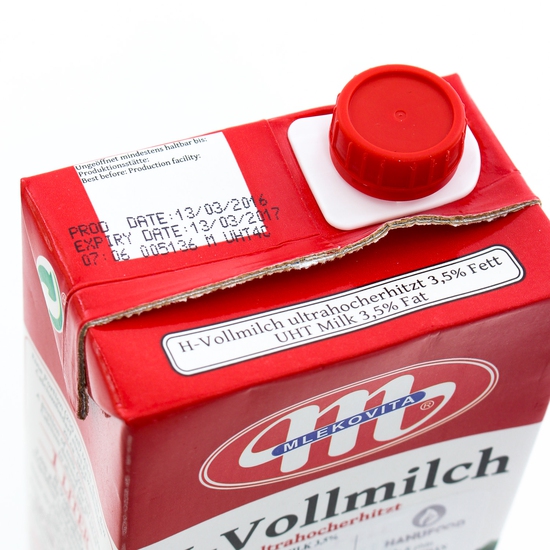 Ungeöffnet mindestens haltbar bis:
Produktionsstätte:
Best before: Production facility:
PROD DATE:13/03/2016
EXPIRY DATE:13/03/2017
07:06 005136 M UHT40
H-Vollmilch ultrahocherhitzt 3,5% Fett
UHT Milk 3,5% Fat
m
MLEKOVITA ®
Vollmilch
ultrahocherhitzt
HANUFOOD